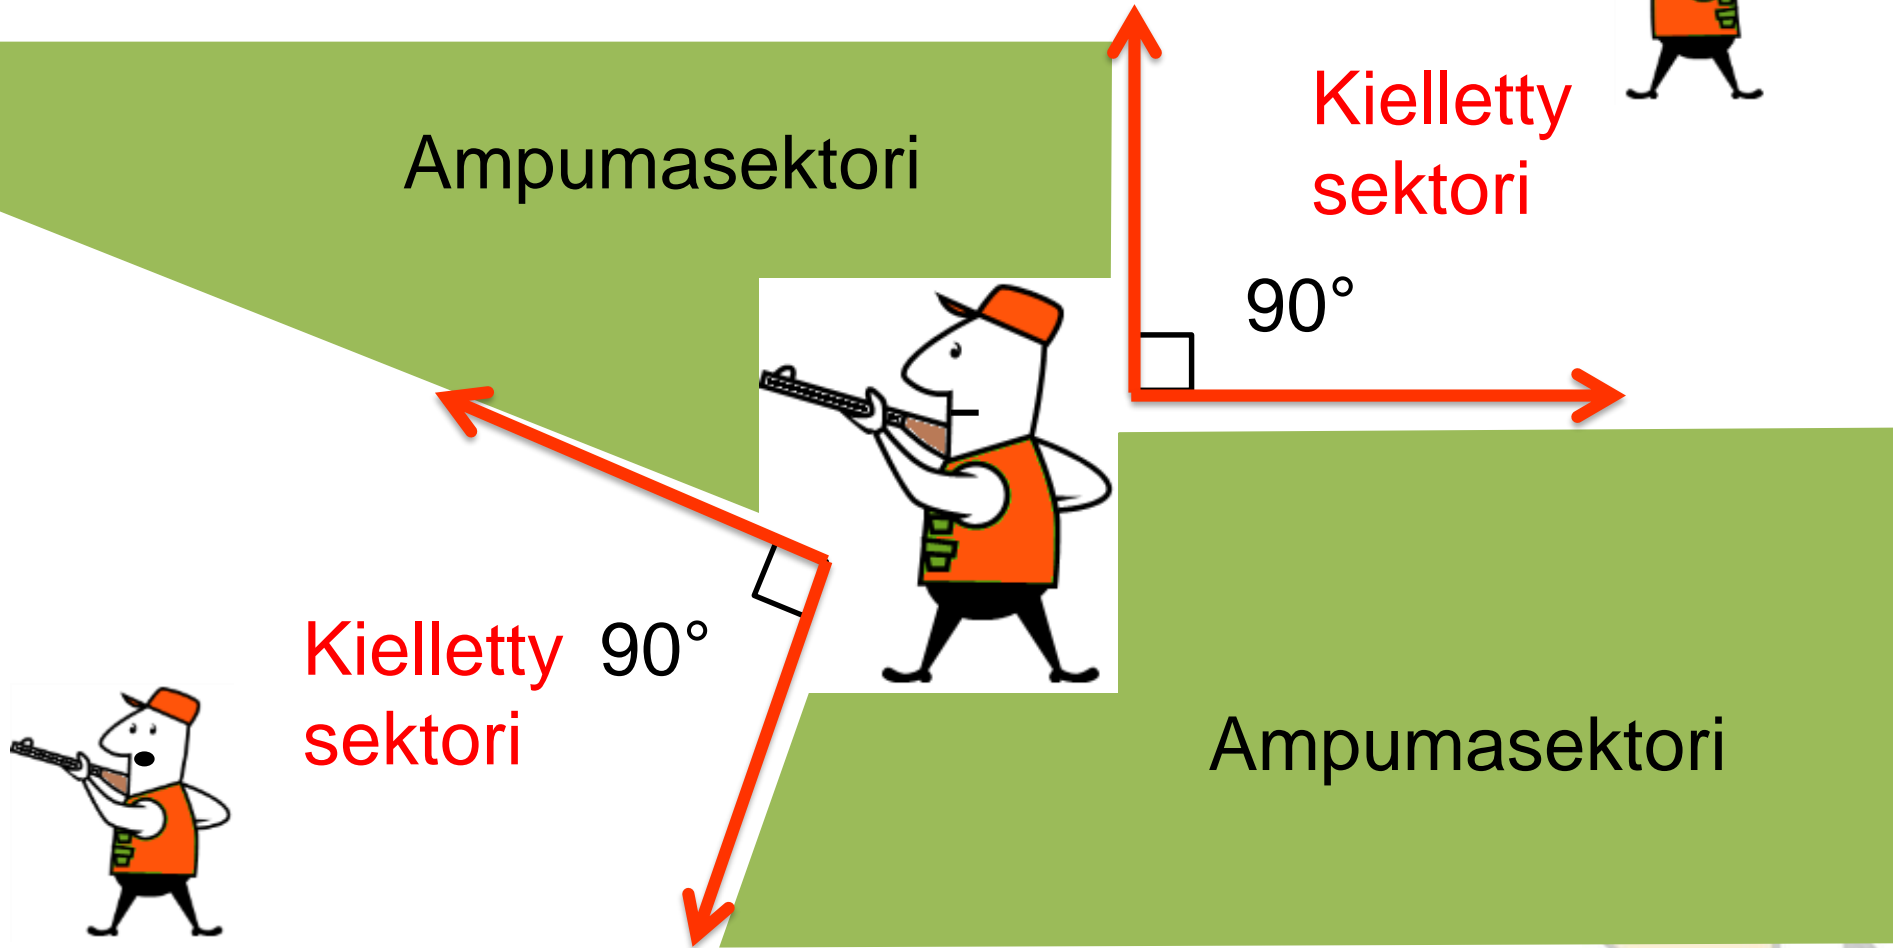 Ampumasektori
Kielletty
sektori
90°
Kielletty 90°
sektori
Ampumasektori